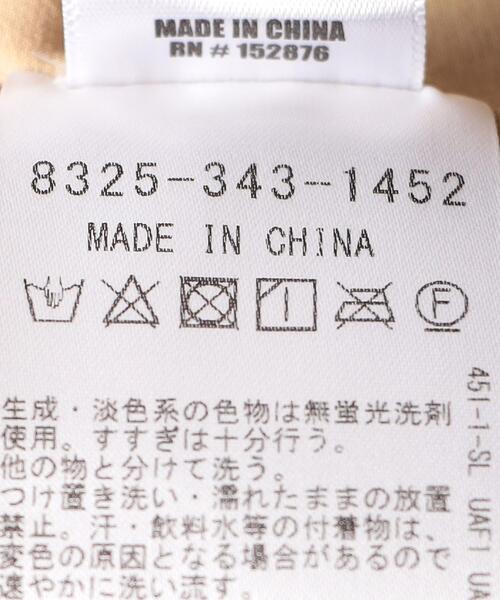 MADE IN CHINA
RN # 152876
8325-343-1452
MADE IN CHINA
F
生成・淡色系の色物は無蛍光洗剤
使用。すすぎは十分行う。
他の物と分けて洗う。
つけ置き洗い・濡れたままの放置
禁止。汗・飲料水等の付着物は、
変色の原因となる場合があるので
速やかに洗い流す。
451-1-SL UAF1 UA